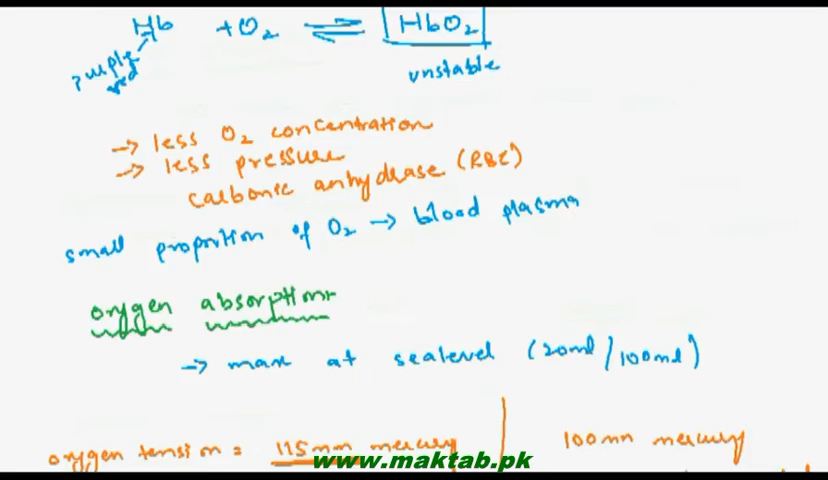 Hb + O₂ ⇌ HbO₂
purple red
unstable
→ less O₂ concentration
→ less pressure
carbonic anhydrase (RBC)
small proportion of O₂ → blood plasma
oxygen absorption
→ max at sealevel (20ml/100ml)
oxygen tension = 115mm mercury | 100mm mercury
www.maktab.pk